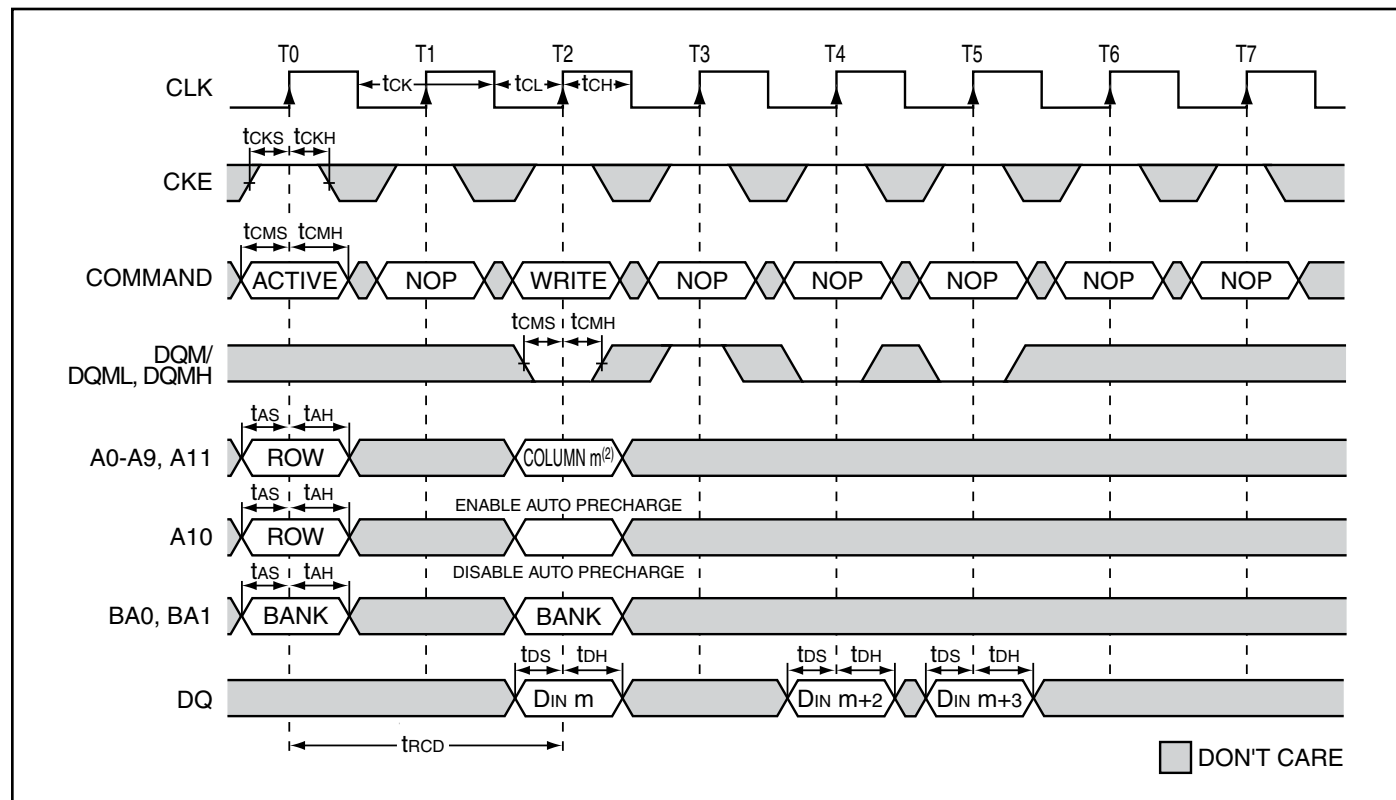 T0 T1 T2 T3 T4 T5 T6 T7
CLK
tCK tCL tCH
tCKS tCKH
CKE
tCMS tCMH
COMMAND ACTIVE NOP WRITE NOP NOP NOP NOP NOP
tCMS tCMH
DQM/
DQML, DQMH
tAS tAH
A0-A9, A11 ROW COLUMN m(2)
tAS tAH ENABLE AUTO PRECHARGE
A10 ROW
tAS tAH DISABLE AUTO PRECHARGE
BA0, BA1 BANK BANK
tDS tDH tDS tDH tDS tDH
DQ DIN m DIN m+2 DIN m+3
tRCD
DON'T CARE